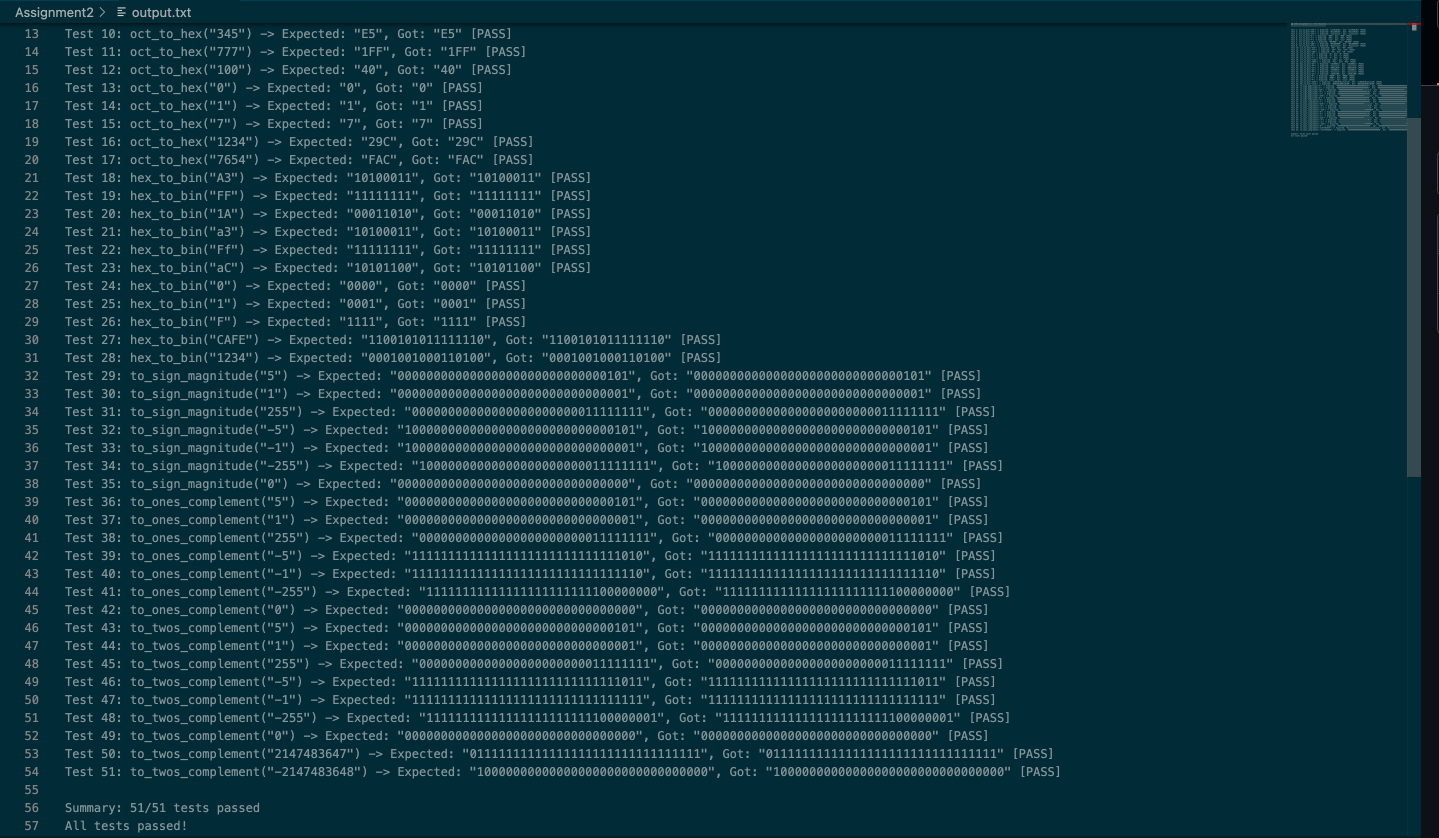 Assignment2 > output.txt
13 Test 10: oct_to_hex("345") -> Expected: "E5", Got: "E5" [PASS]
14 Test 11: oct_to_hex("777") -> Expected: "1FF", Got: "1FF" [PASS]
15 Test 12: oct_to_hex("100") -> Expected: "40", Got: "40" [PASS]
16 Test 13: oct_to_hex("0") -> Expected: "0", Got: "0" [PASS]
17 Test 14: oct_to_hex("1") -> Expected: "1", Got: "1" [PASS]
18 Test 15: oct_to_hex("7") -> Expected: "7", Got: "7" [PASS]
19 Test 16: oct_to_hex("1234") -> Expected: "29C", Got: "29C" [PASS]
20 Test 17: oct_to_hex("7654") -> Expected: "FAC", Got: "FAC" [PASS]
21 Test 18: hex_to_bin("A3") -> Expected: "10100011", Got: "10100011" [PASS]
22 Test 19: hex_to_bin("FF") -> Expected: "11111111", Got: "11111111" [PASS]
23 Test 20: hex_to_bin("1A") -> Expected: "00011010", Got: "00011010" [PASS]
24 Test 21: hex_to_bin("a3") -> Expected: "10100011", Got: "10100011" [PASS]
25 Test 22: hex_to_bin("Ff") -> Expected: "11111111", Got: "11111111" [PASS]
26 Test 23: hex_to_bin("aC") -> Expected: "10101100", Got: "10101100" [PASS]
27 Test 24: hex_to_bin("0") -> Expected: "0000", Got: "0000" [PASS]
28 Test 25: hex_to_bin("1") -> Expected: "0001", Got: "0001" [PASS]
29 Test 26: hex_to_bin("F") -> Expected: "1111", Got: "1111" [PASS]
30 Test 27: hex_to_bin("CAFE") -> Expected: "1100101011111110", Got: "1100101011111110" [PASS]
31 Test 28: hex_to_bin("1234") -> Expected: "0001001000110100", Got: "0001001000110100" [PASS]
32 Test 29: to_sign_magnitude("5") -> Expected: "00000000000000000000000000000101", Got: "00000000000000000000000000000101" [PASS]
33 Test 30: to_sign_magnitude("1") -> Expected: "00000000000000000000000000000001", Got: "00000000000000000000000000000001" [PASS]
34 Test 31: to_sign_magnitude("255") -> Expected: "00000000000000000000000011111111", Got: "00000000000000000000000011111111" [PASS]
35 Test 32: to_sign_magnitude("-5") -> Expected: "10000000000000000000000000000101", Got: "10000000000000000000000000000101" [PASS]
36 Test 33: to_sign_magnitude("-1") -> Expected: "10000000000000000000000000000001", Got: "10000000000000000000000000000001" [PASS]
37 Test 34: to_sign_magnitude("-255") -> Expected: "10000000000000000000000011111111", Got: "10000000000000000000000011111111" [PASS]
38 Test 35: to_sign_magnitude("0") -> Expected: "00000000000000000000000000000000", Got: "00000000000000000000000000000000" [PASS]
39 Test 36: to_ones_complement("5") -> Expected: "00000000000000000000000000000101", Got: "00000000000000000000000000000101" [PASS]
40 Test 37: to_ones_complement("1") -> Expected: "00000000000000000000000000000001", Got: "00000000000000000000000000000001" [PASS]
41 Test 38: to_ones_complement("255") -> Expected: "00000000000000000000000011111111", Got: "00000000000000000000000011111111" [PASS]
42 Test 39: to_ones_complement("-5") -> Expected: "11111111111111111111111111111010", Got: "11111111111111111111111111111010" [PASS]
43 Test 40: to_ones_complement("-1") -> Expected: "11111111111111111111111111111110", Got: "11111111111111111111111111111110" [PASS]
44 Test 41: to_ones_complement("-255") -> Expected: "11111111111111111111111100000000", Got: "11111111111111111111111100000000" [PASS]
45 Test 42: to_ones_complement("0") -> Expected: "00000000000000000000000000000000", Got: "00000000000000000000000000000000" [PASS]
46 Test 43: to_twos_complement("5") -> Expected: "00000000000000000000000000000101", Got: "00000000000000000000000000000101" [PASS]
47 Test 44: to_twos_complement("1") -> Expected: "00000000000000000000000000000001", Got: "00000000000000000000000000000001" [PASS]
48 Test 45: to_twos_complement("255") -> Expected: "00000000000000000000000011111111", Got: "00000000000000000000000011111111" [PASS]
49 Test 46: to_twos_complement("-5") -> Expected: "11111111111111111111111111111011", Got: "11111111111111111111111111111011" [PASS]
50 Test 47: to_twos_complement("-1") -> Expected: "11111111111111111111111111111111", Got: "11111111111111111111111111111111" [PASS]
51 Test 48: to_twos_complement("-255") -> Expected: "11111111111111111111111100000001", Got: "11111111111111111111111100000001" [PASS]
52 Test 49: to_twos_complement("0") -> Expected: "00000000000000000000000000000000", Got: "00000000000000000000000000000000" [PASS]
53 Test 50: to_twos_complement("2147483647") -> Expected: "01111111111111111111111111111111", Got: "01111111111111111111111111111111" [PASS]
54 Test 51: to_twos_complement("-2147483648") -> Expected: "10000000000000000000000000000000", Got: "10000000000000000000000000000000" [PASS]
55
56 Summary: 51/51 tests passed
57 All tests passed!